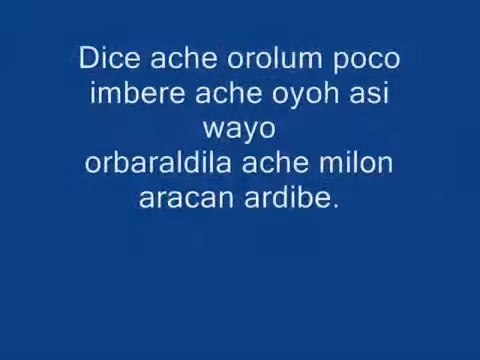 Dice ache orolum poco
imbere ache oyoh asi
wayo
orbaraldila ache milon
aracan ardibe.